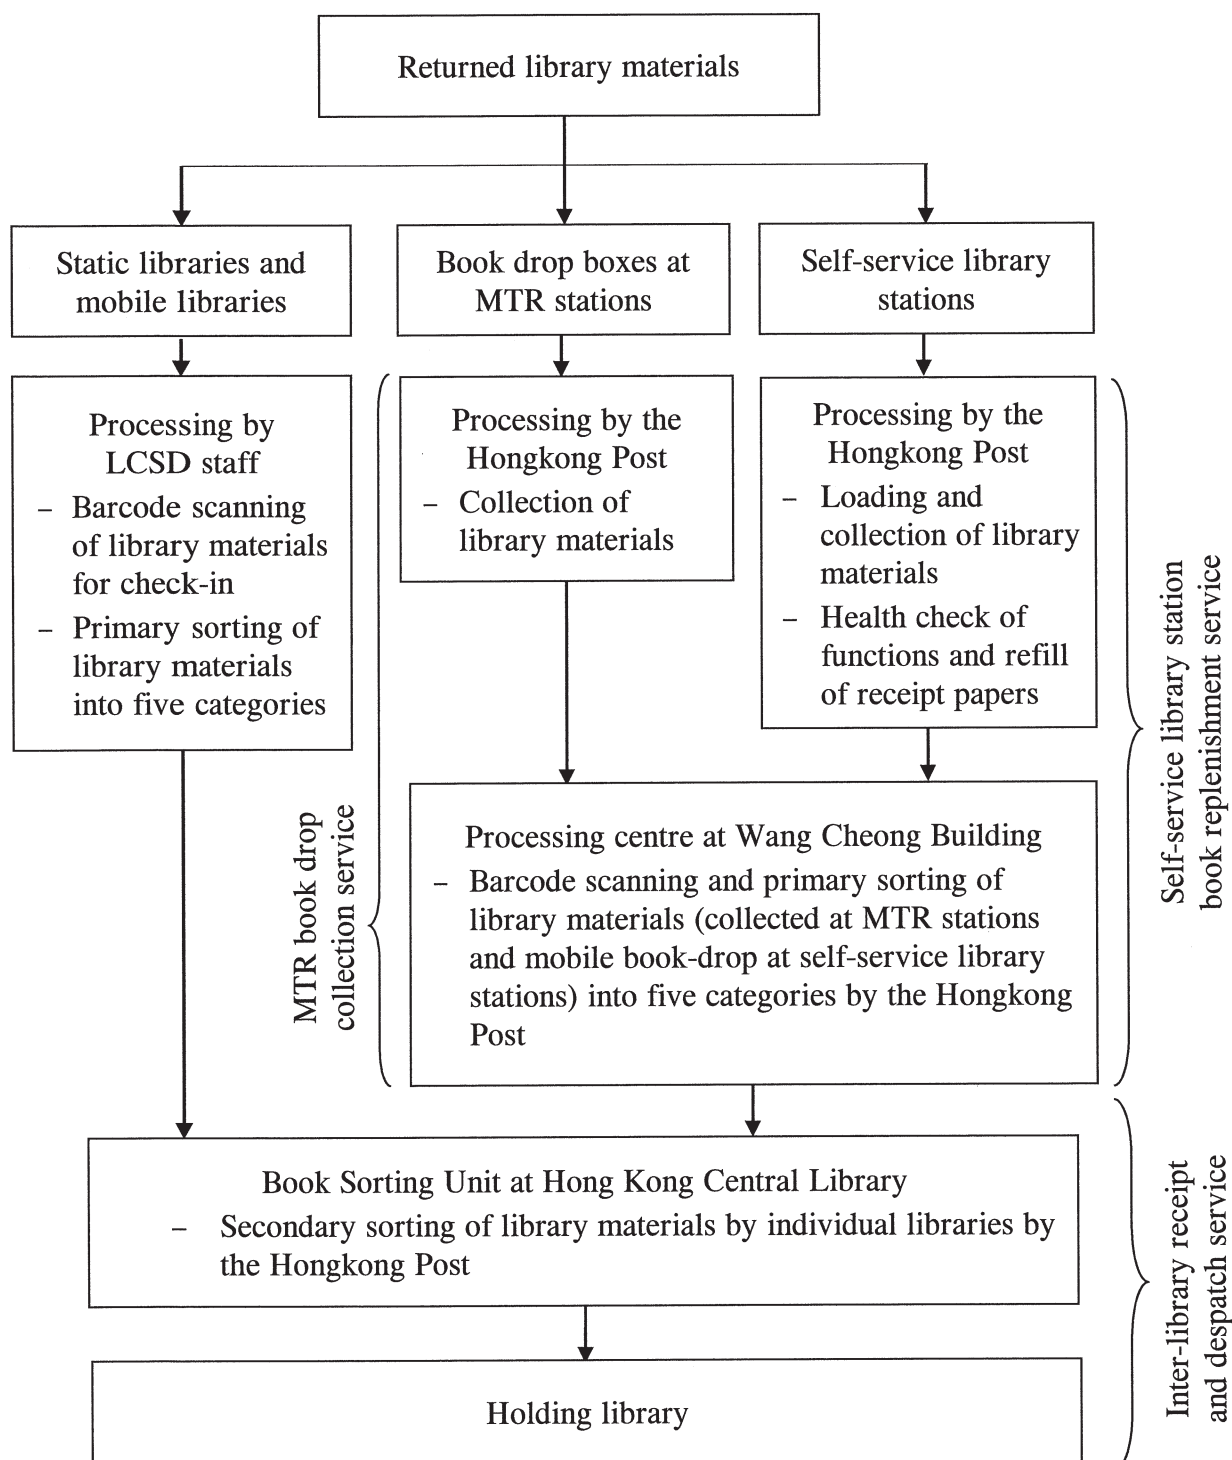 Returned library materials
Static libraries and
mobile libraries
Book drop boxes at
MTR stations
Self-service library
stations
Processing by
LCSD staff
– Barcode scanning
of library materials
for check-in
– Primary sorting of
library materials
into five categories
Processing by the
Hongkong Post
– Collection of
library materials
Processing by the
Hongkong Post
– Loading and
collection of library
materials
– Health check of
functions and refill
of receipt papers
MTR book drop
collection service
Self-service library station
book replenishment service
Processing centre at Wang Cheong Building
– Barcode scanning and primary sorting of
library materials (collected at MTR stations
and mobile book-drop at self-service library
stations) into five categories by the Hongkong
Post
Book Sorting Unit at Hong Kong Central Library
– Secondary sorting of library materials by individual libraries by
the Hongkong Post
Inter-library receipt
and despatch service
Holding library